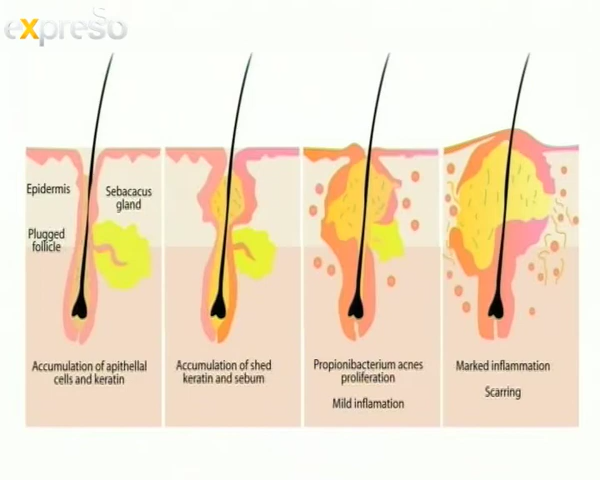 expreso
Epidermis
Sebacacus
gland
Plugged
follicle
Accumulation of apithellal
cells and keratin
Accumulation of shed
keratin and sebum
Propionibacterium acnes
proliferation
Mild inflamation
Marked inflammation
Scarring